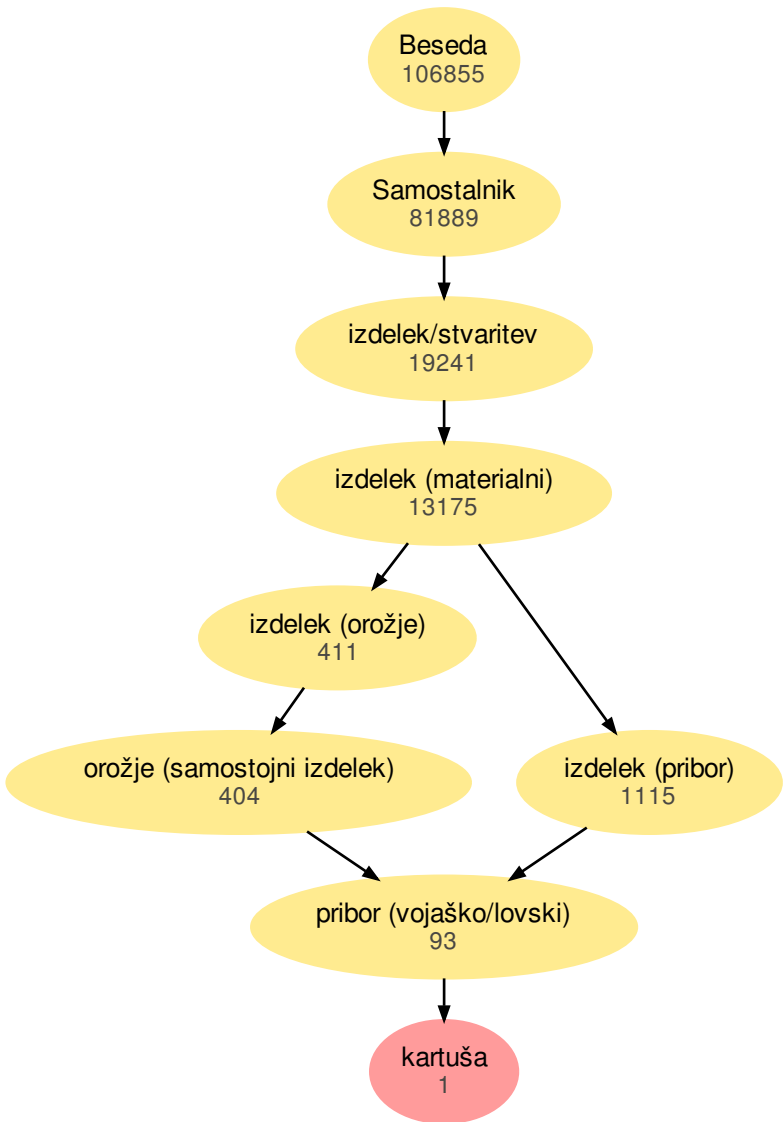 Beseda
106855
Samostalnik
81889
izdelek/stvaritev
19241
izdelek (materialni)
13175
izdelek (orožje)
411
orožje (samostojni izdelek)
404
izdelek (pribor)
1115
pribor (vojaško/lovski)
93
kartuša
1